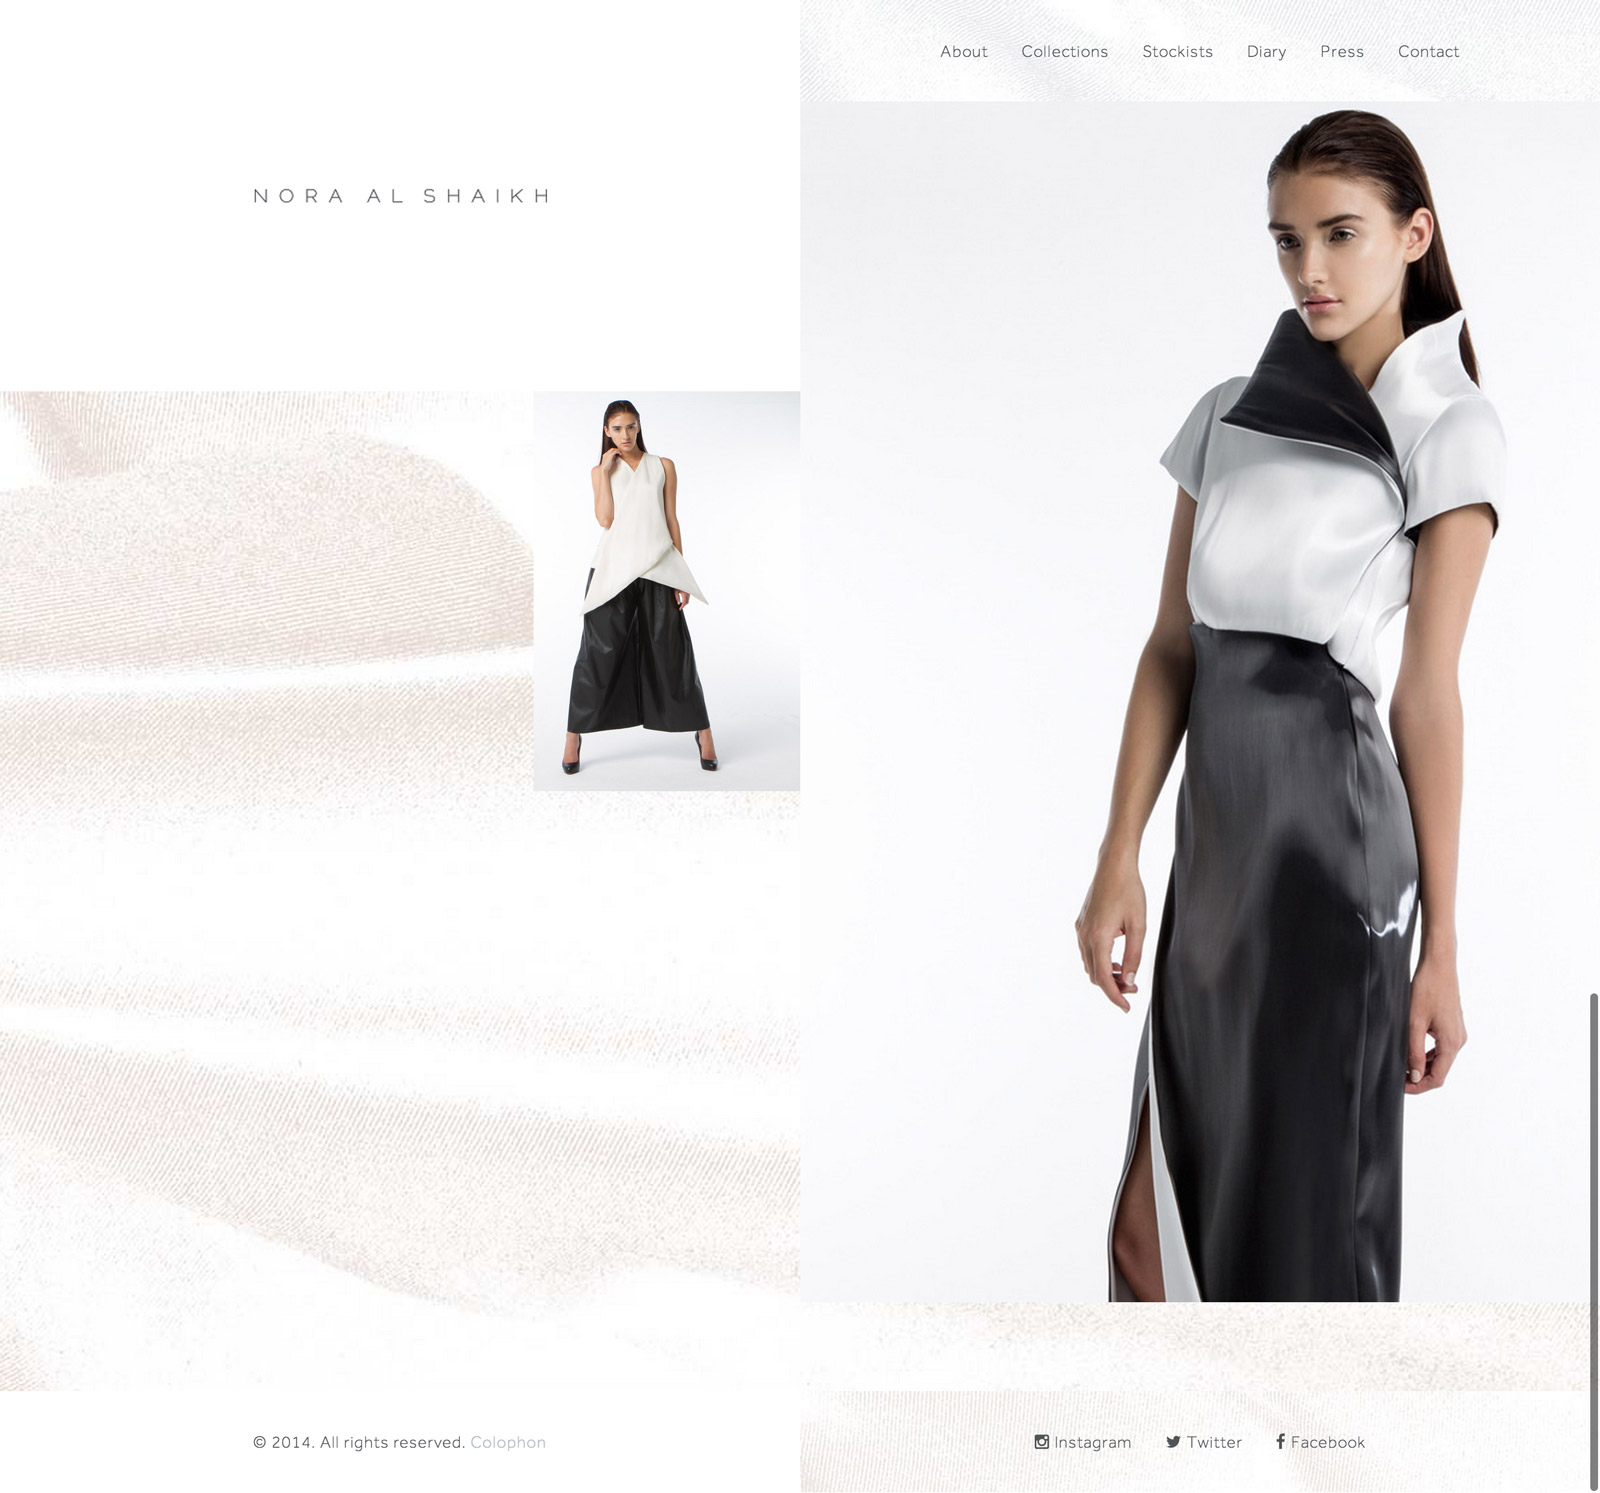 About Collections Stockists Diary Press Contact
NORA AL SHAIKH
© 2014. All rights reserved. Colophon
Instagram Twitter Facebook